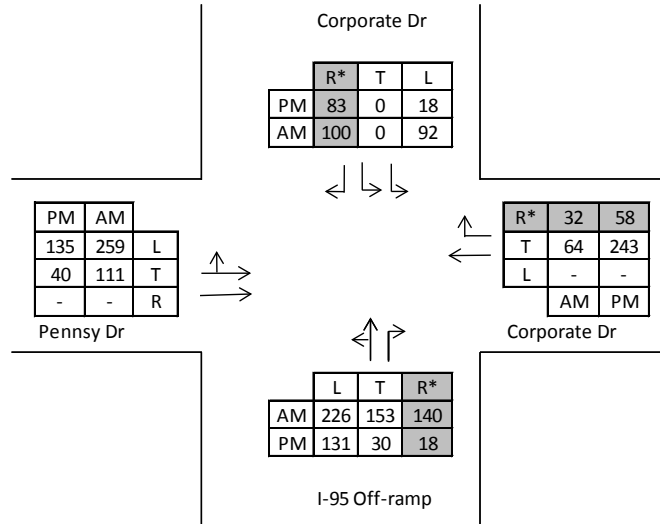 Corporate Dr
R* T L
PM 83 0 18
AM 100 0 92
PM AM
135 259 L
40 111 T
- - R
Pennsy Dr
R* 32 58
T 64 243
L - -
AM PM
Corporate Dr
L T R*
AM 226 153 140
PM 131 30 18
I-95 Off-ramp